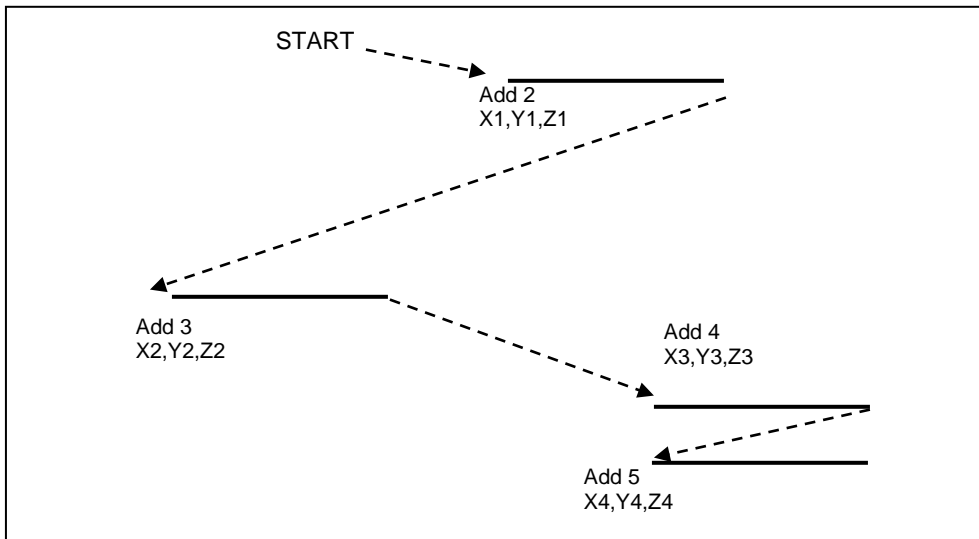 START
Add 2
X1,Y1,Z1
Add 3
X2,Y2,Z2
Add 4
X3,Y3,Z3
Add 5
X4,Y4,Z4